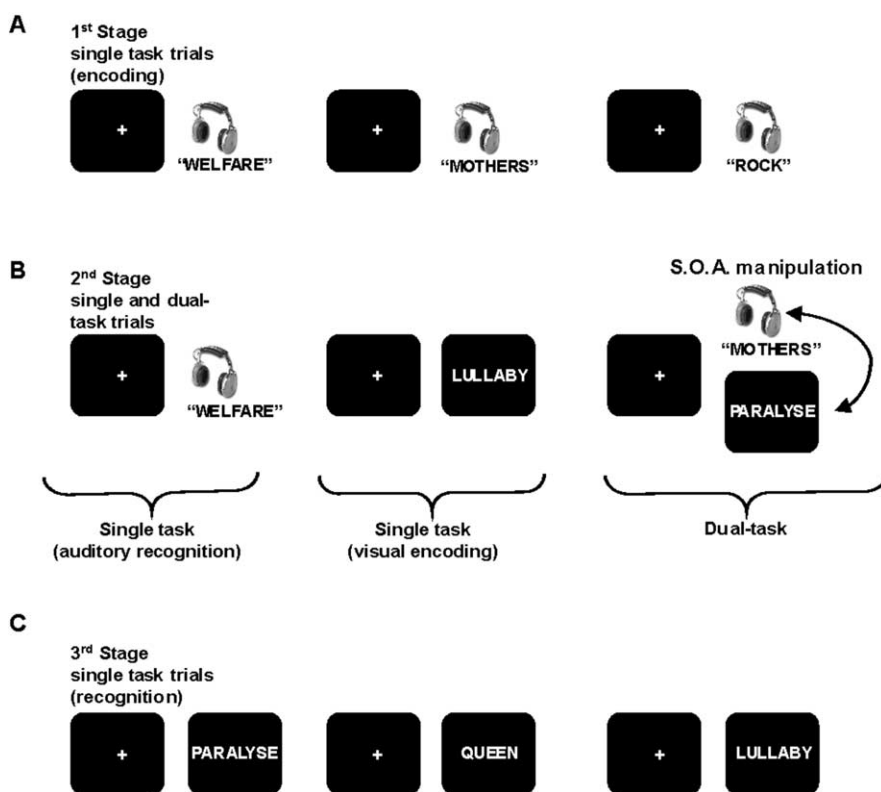 A
1st Stage
single task trials
(encoding)
+ "WELFARE" + "MOTHERS" + "ROCK"
B
2nd Stage
single and dual-
task trials
S.O.A. manipulation
+ "WELFARE" + LULLABY + "MOTHERS"
PARALYSE
Single task
(auditory recognition)
Single task
(visual encoding)
Dual-task
C
3rd Stage
single task trials
(recognition)
+ PARALYSE + QUEEN + LULLABY